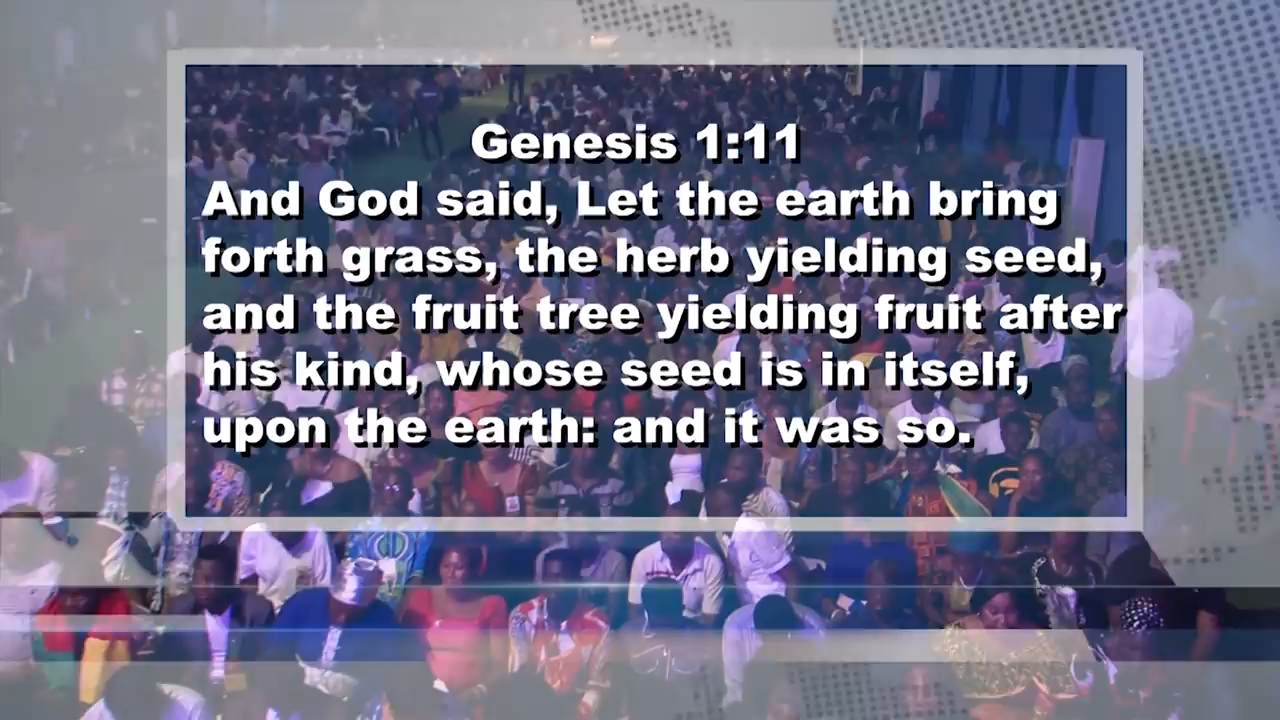 Genesis 1:11
And God said, Let the earth bring
forth grass, the herb yielding seed,
and the fruit tree yielding fruit after
his kind, whose seed is in itself,
upon the earth: and it was so.